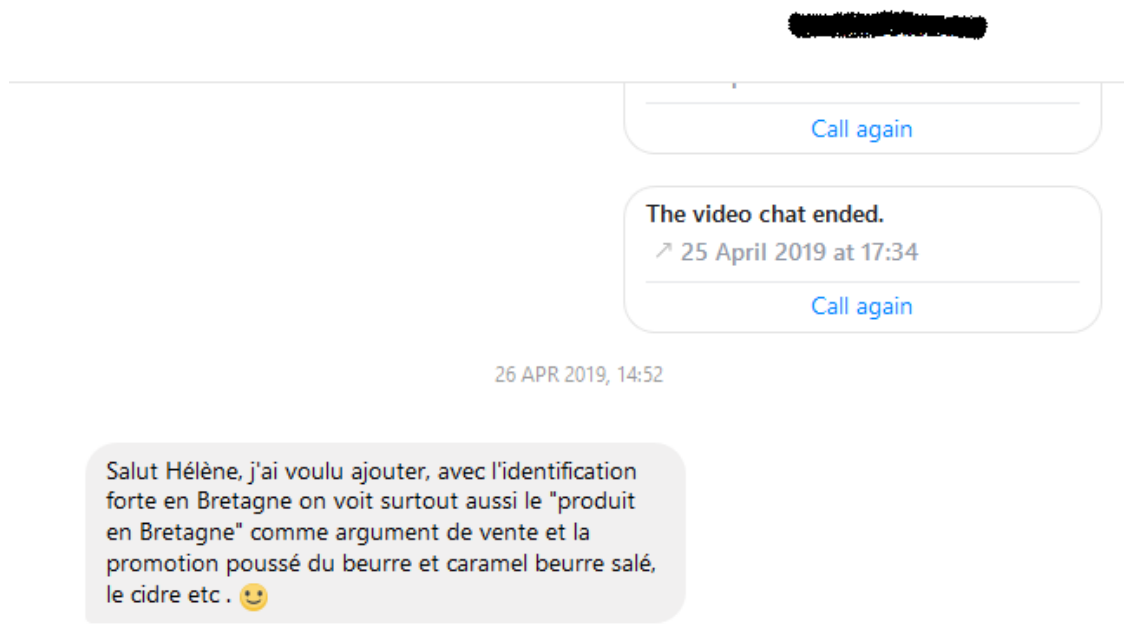 Call again
The video chat ended.
↗ 25 April 2019 at 17:34
Call again
26 APR 2019, 14:52
Salut Hélène, j'ai voulu ajouter, avec l'identification
forte en Bretagne on voit surtout aussi le "produit
en Bretagne" comme argument de vente et la
promotion poussé du beurre et caramel beurre salé,
le cidre etc . 🙂